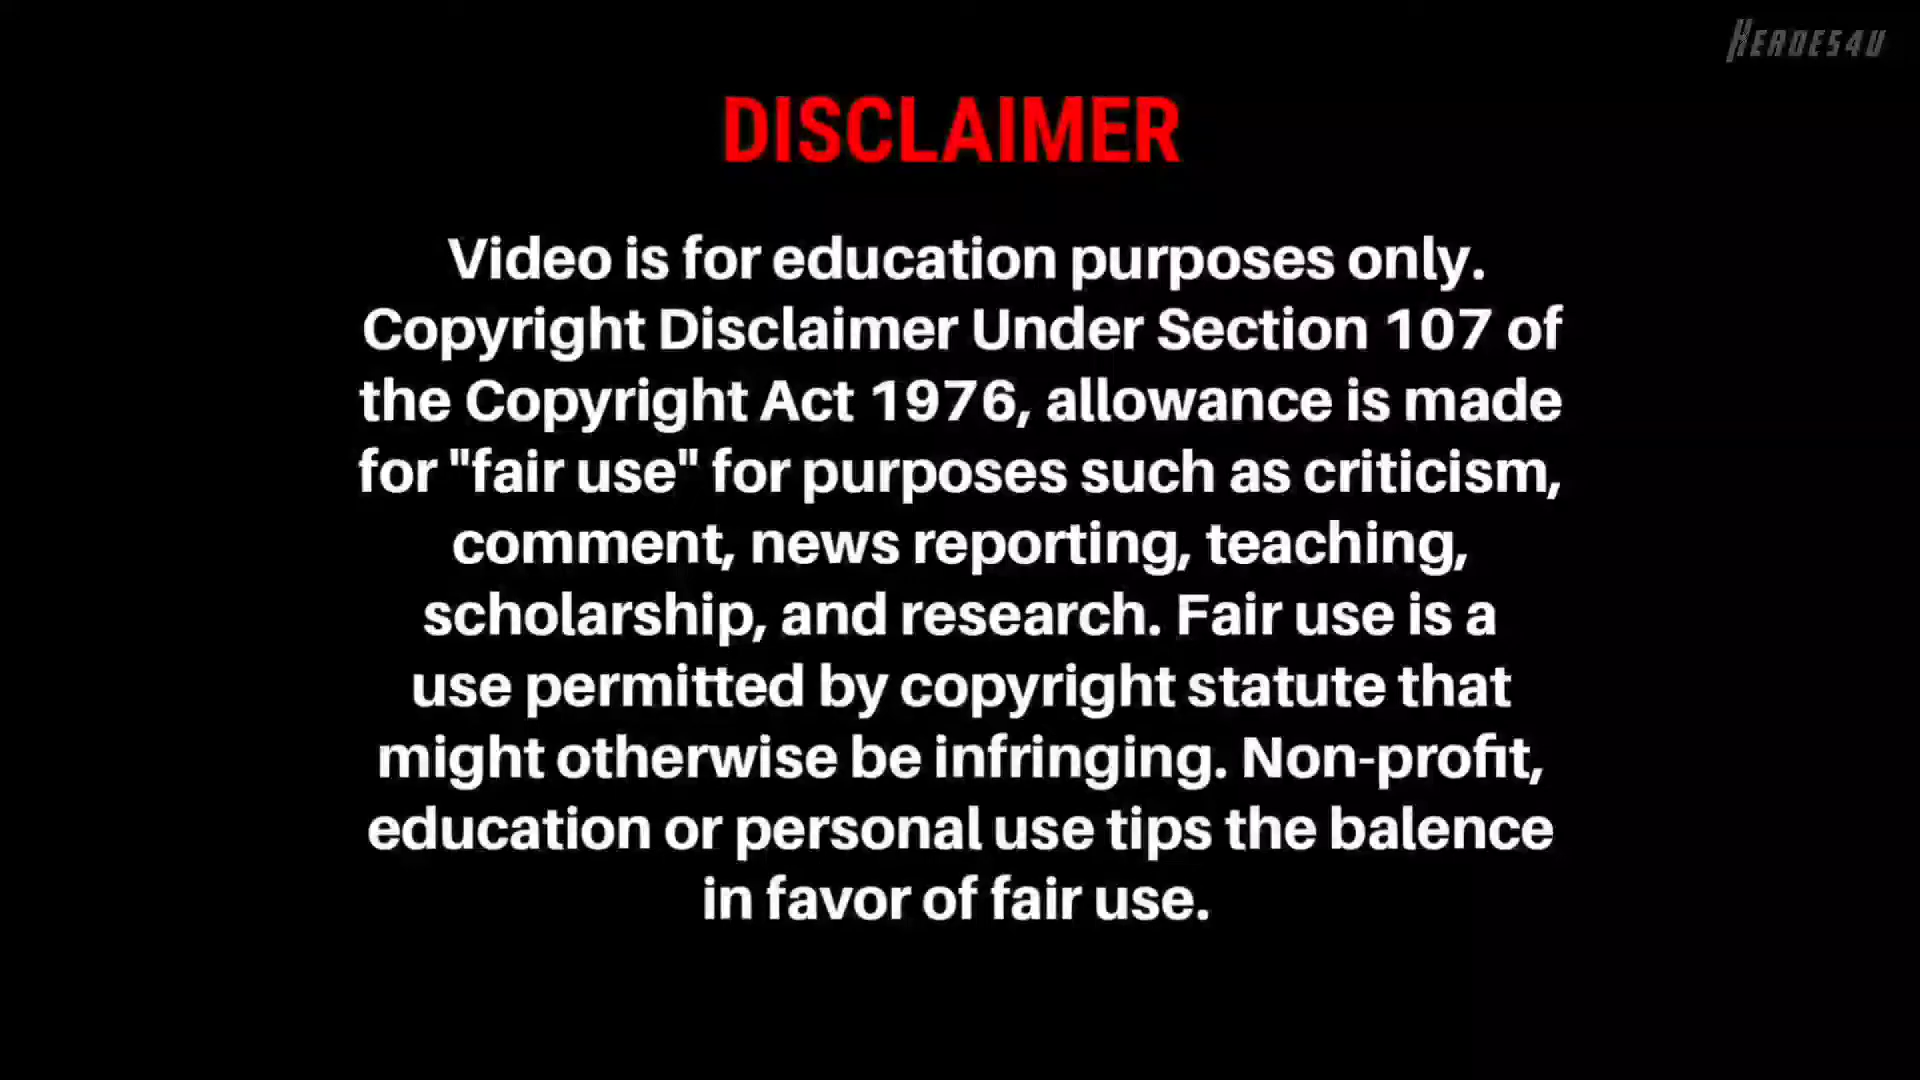 HEROES4U
DISCLAIMER
Video is for education purposes only.
Copyright Disclaimer Under Section 107 of
the Copyright Act 1976, allowance is made
for "fair use" for purposes such as criticism,
comment, news reporting, teaching,
scholarship, and research. Fair use is a
use permitted by copyright statute that
might otherwise be infringing. Non-profit,
education or personal use tips the balence
in favor of fair use.